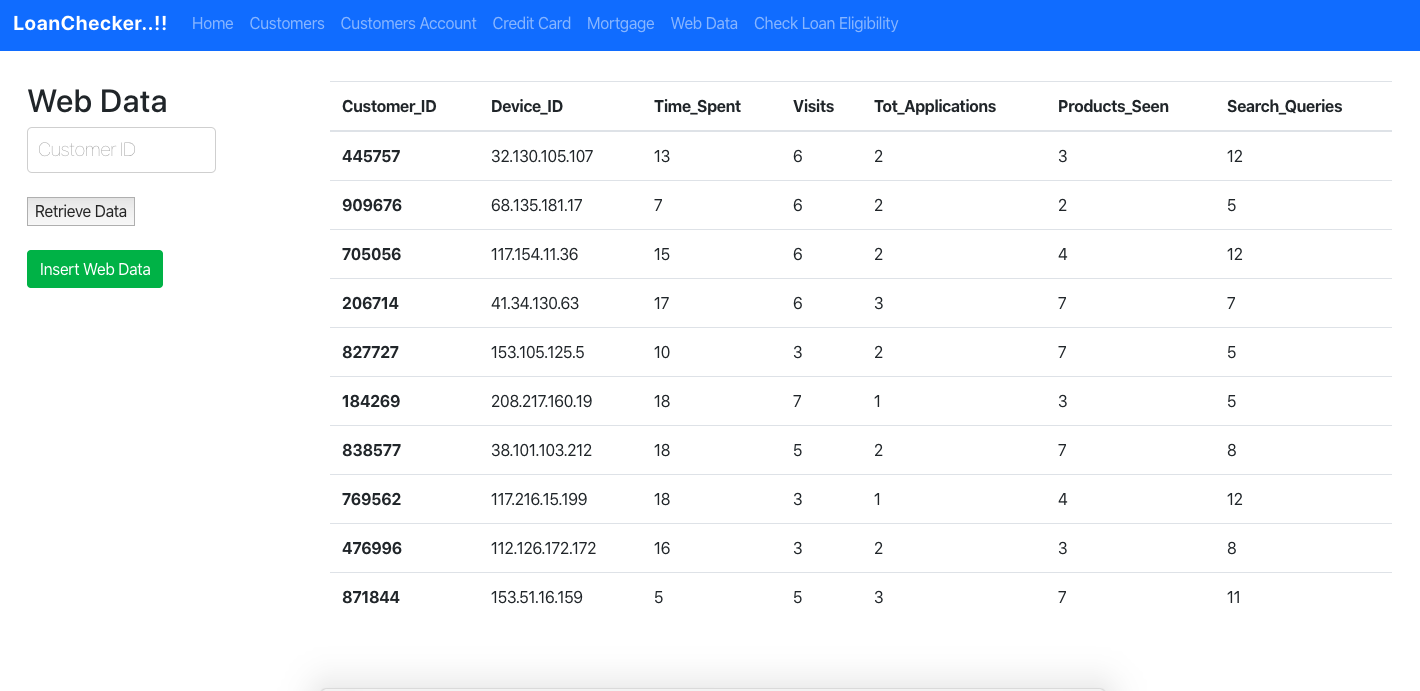 LoanChecker..!! Home Customers Customers Account Credit Card Mortgage Web Data Check Loan Eligibility
Web Data
Customer ID
Retrieve Data
Insert Web Data
Customer_ID Device_ID Time_Spent Visits Tot_Applications Products_Seen Search_Queries
445757 32.130.105.107 13 6 2 3 12
909676 68.135.181.17 7 6 2 2 5
705056 117.154.11.36 15 6 2 4 12
206714 41.34.130.63 17 6 3 7 7
827727 153.105.125.5 10 3 2 7 5
184269 208.217.160.19 18 7 1 3 5
838577 38.101.103.212 18 5 2 7 8
769562 117.216.15.199 18 3 1 4 12
476996 112.126.172.172 16 3 2 3 8
871844 153.51.16.159 5 5 3 7 11